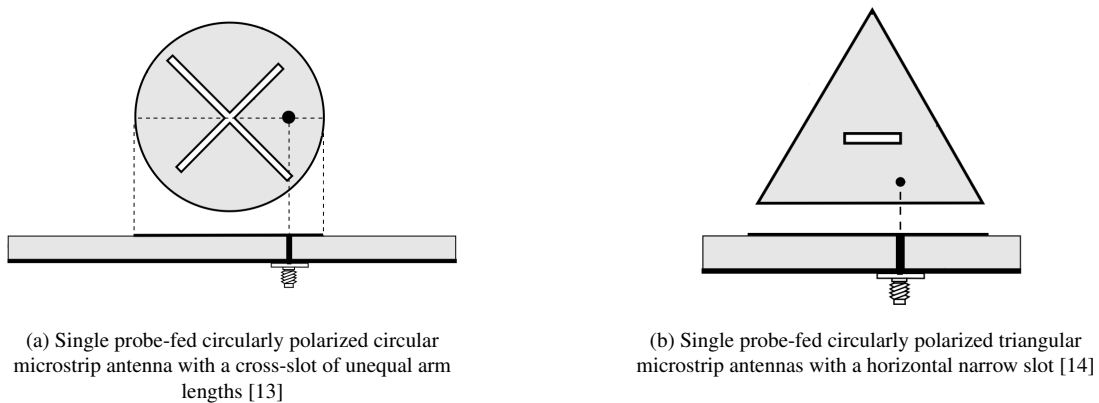 (a) Single probe-fed circularly polarized circular
microstrip antenna with a cross-slot of unequal arm
lengths [13]
(b) Single probe-fed circularly polarized triangular
microstrip antennas with a horizontal narrow slot [14]